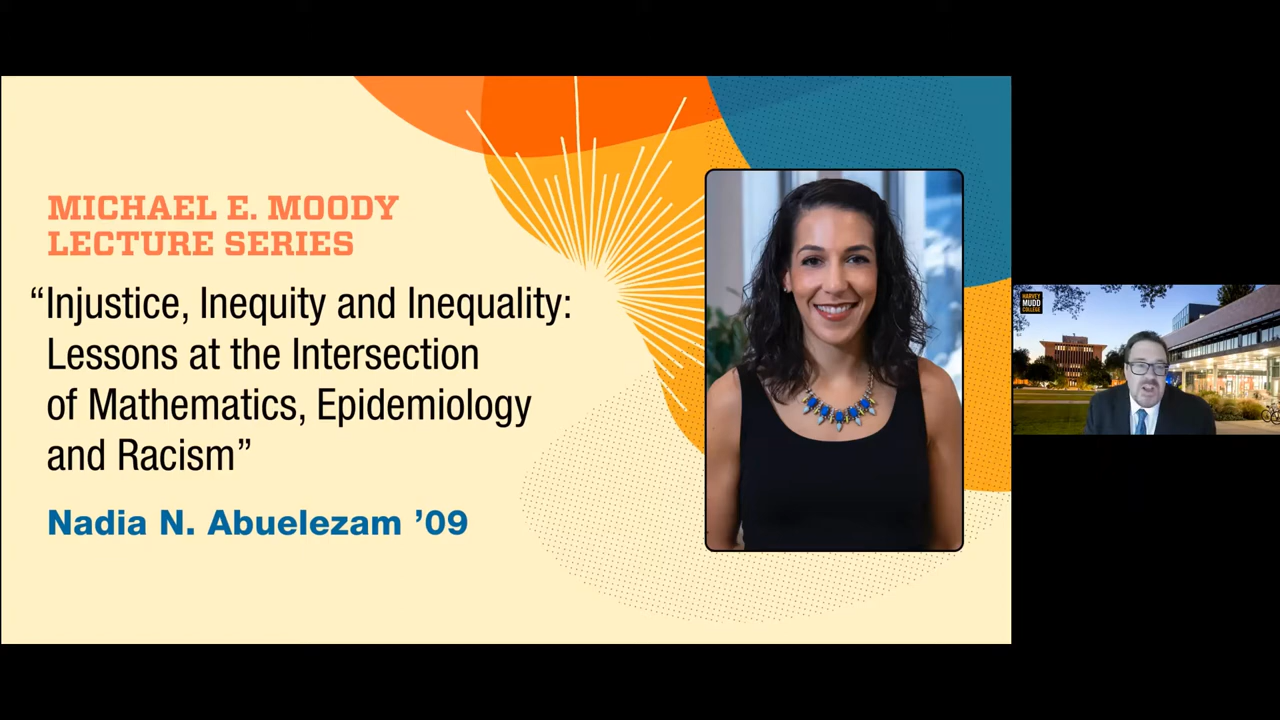 MICHAEL E. MOODY
LECTURE SERIES
“Injustice, Inequity and Inequality:
Lessons at the Intersection
of Mathematics, Epidemiology
and Racism”
Nadia N. Abuelezam ’09
HARVEY
MUDD
COLLEGE